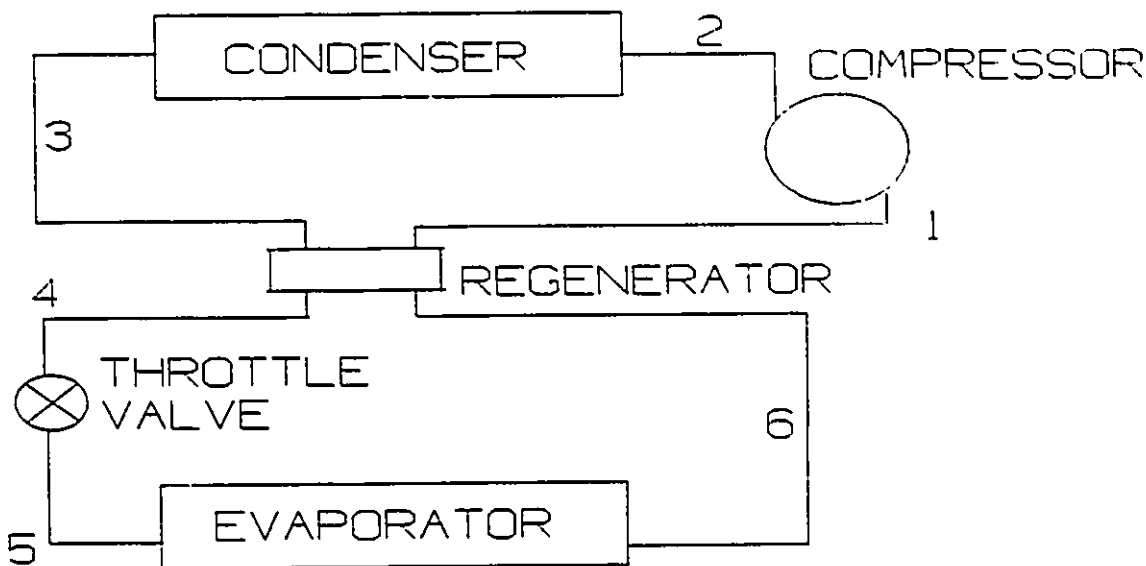 2
CONDENSER
COMPRESSOR
3
1
REGENERATOR
4
THROTTLE
VALVE
6
EVAPORATOR
5